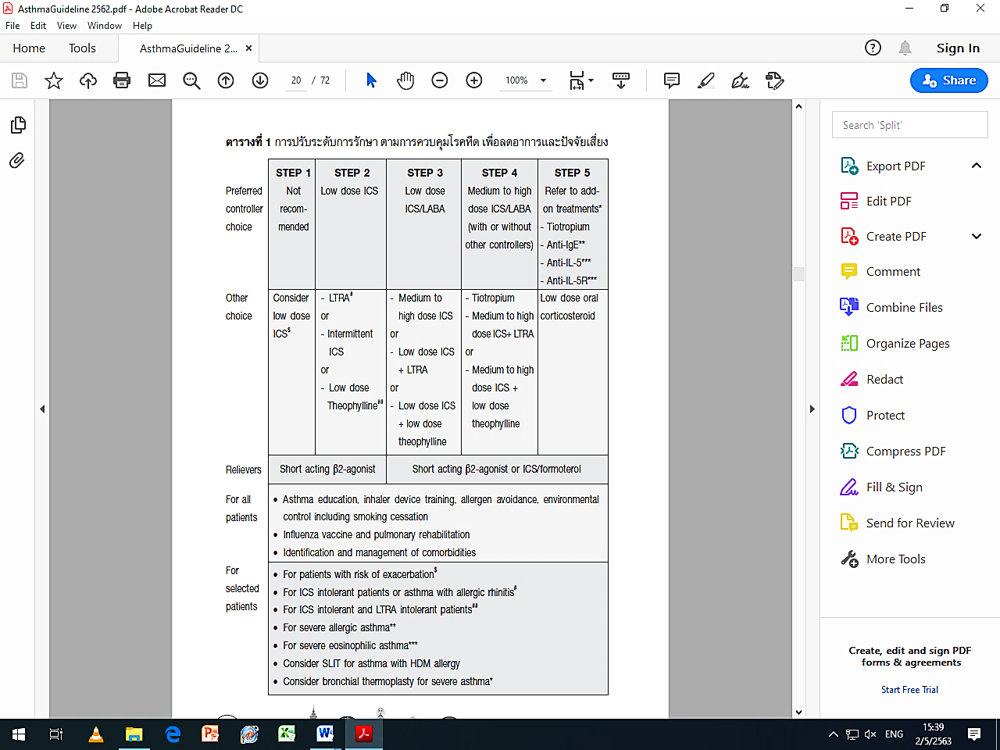 AsthmaGuideline 2562.pdf - Adobe Acrobat Reader DC
File Edit View Window Help
Home Tools AsthmaGuideline 2... × Sign In
20 / 72 100% Share
ตารางที่ 1 การปรับระดับการรักษา ตามการควบคุมโรคหืด เพื่อลดอาการและปัจจัยเสี่ยง
STEP 1 STEP 2 STEP 3 STEP 4 STEP 5
Preferred Not Low dose ICS Low dose Medium to high Refer to add-
controller recom- ICS/LABA dose ICS/LABA on treatments*
choice mended (with or without - Tiotropium
other controllers) - Anti-IgE**
- Anti-IL-5***
- Anti-IL-5R***
Other Consider - LTRA# - Medium to - Tiotropium Low dose oral
choice low dose or high dose ICS - Medium to high corticosteroid
ICS$ - Intermittent or dose ICS+ LTRA
ICS - Low dose ICS or
or + LTRA - Medium to high
- Low dose or dose ICS +
Theophylline## - Low dose ICS low dose
+ low dose theophylline
theophylline
Relievers Short acting β2-agonist Short acting β2-agonist or ICS/formoterol
For all • Asthma education, inhaler device training, allergen avoidance, environmental
patients control including smoking cessation
• Influenza vaccine and pulmonary rehabilitation
• Identification and management of comorbidities
For • For patients with risk of exacerbation$
selected • For ICS intolerant patients or asthma with allergic rhinitis#
patients • For ICS intolerant and LTRA intolerant patients##
• For severe allergic asthma**
• For severe eosinophilic asthma***
• Consider SLIT for asthma with HDM allergy
• Consider bronchial thermoplasty for severe asthma*
Search 'Split'
Export PDF
Edit PDF
Create PDF
Comment
Combine Files
Organize Pages
Redact
Protect
Compress PDF
Fill & Sign
Send for Review
More Tools
Create, edit and sign PDF
forms & agreements
Start Free Trial
ENG 15:39
2/5/2563